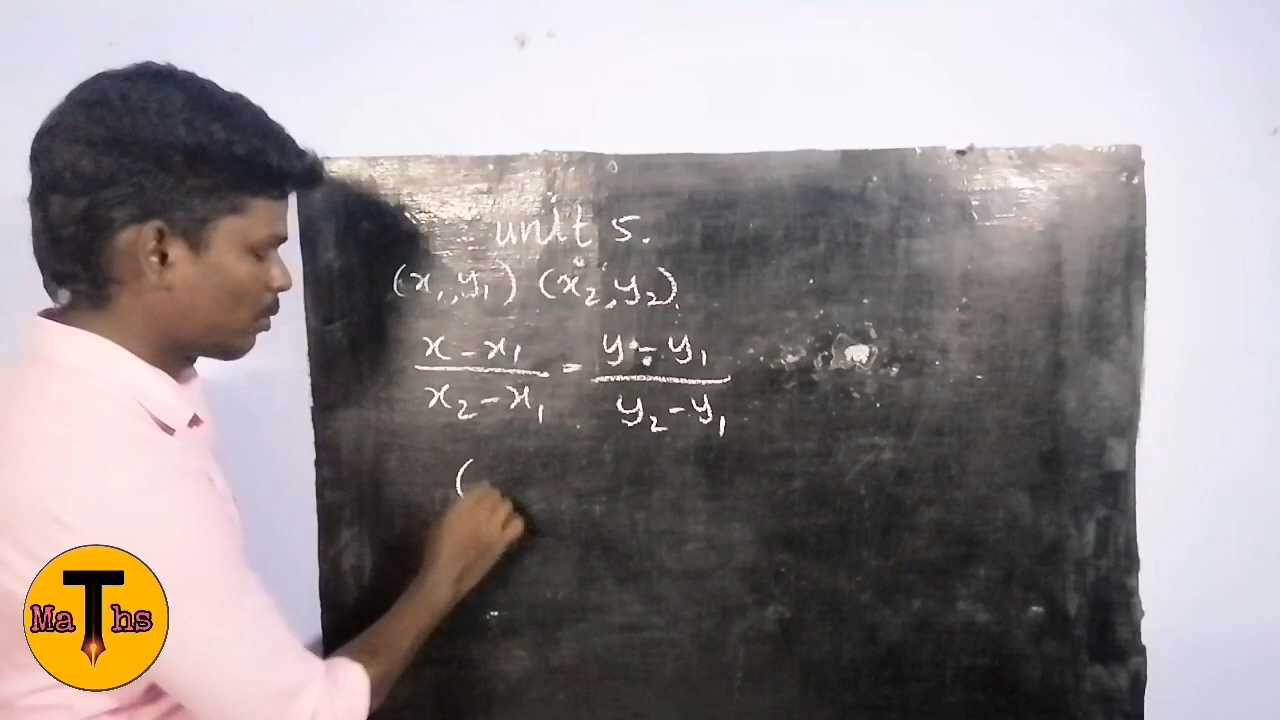 unit 5.
(x₁, y₁) (x₂, y₂).
x - x₁ / x₂ - x₁ = y - y₁ / y₂ - y₁
(
MaThs